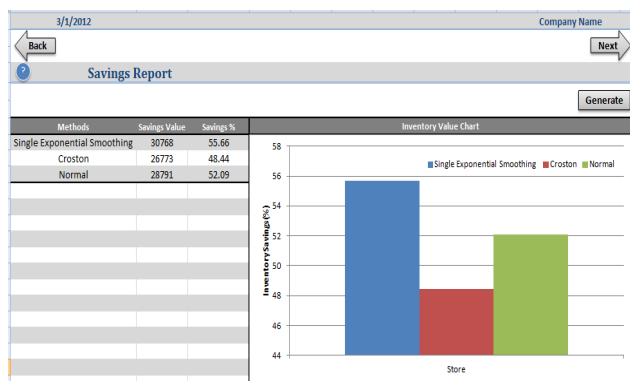 3/1/2012 Company Name
Back Next
? Savings Report
Generate
Methods Savings Value Savings % Inventory Value Chart
Single Exponential Smoothing 30768 55.66
Croston 26773 48.44
Normal 28791 52.09
Single Exponential Smoothing Croston Normal
58
56
54
52
50
48
46
44
Inventory Savings(%)
Store